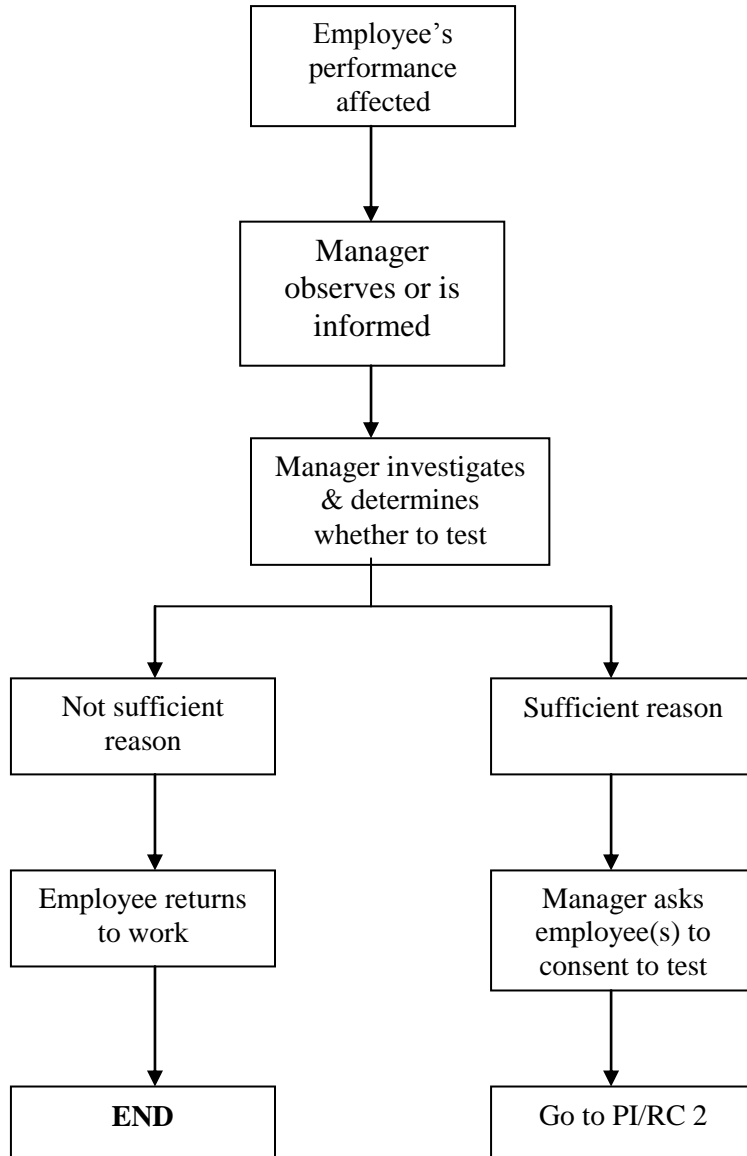 Employee’s
performance
affected
Manager
observes or is
informed
Manager investigates
& determines
whether to test
Not sufficient
reason
Sufficient reason
Employee returns
to work
Manager asks
employee(s) to
consent to test
END
Go to PI/RC 2